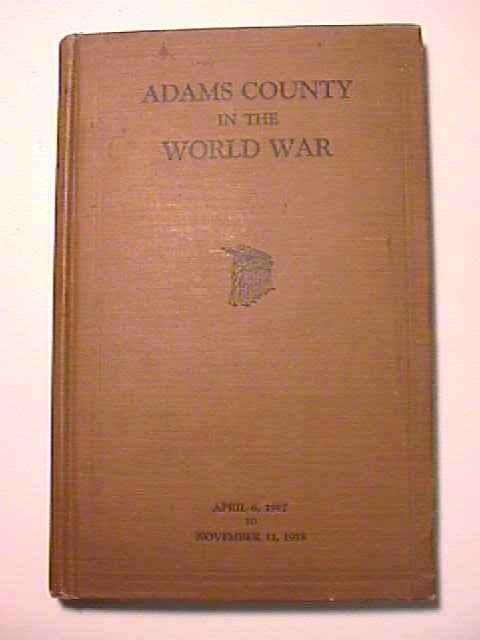 ADAMS COUNTY
IN THE
WORLD WAR
APRIL 6, 1917
TO
NOVEMBER 11, 1918